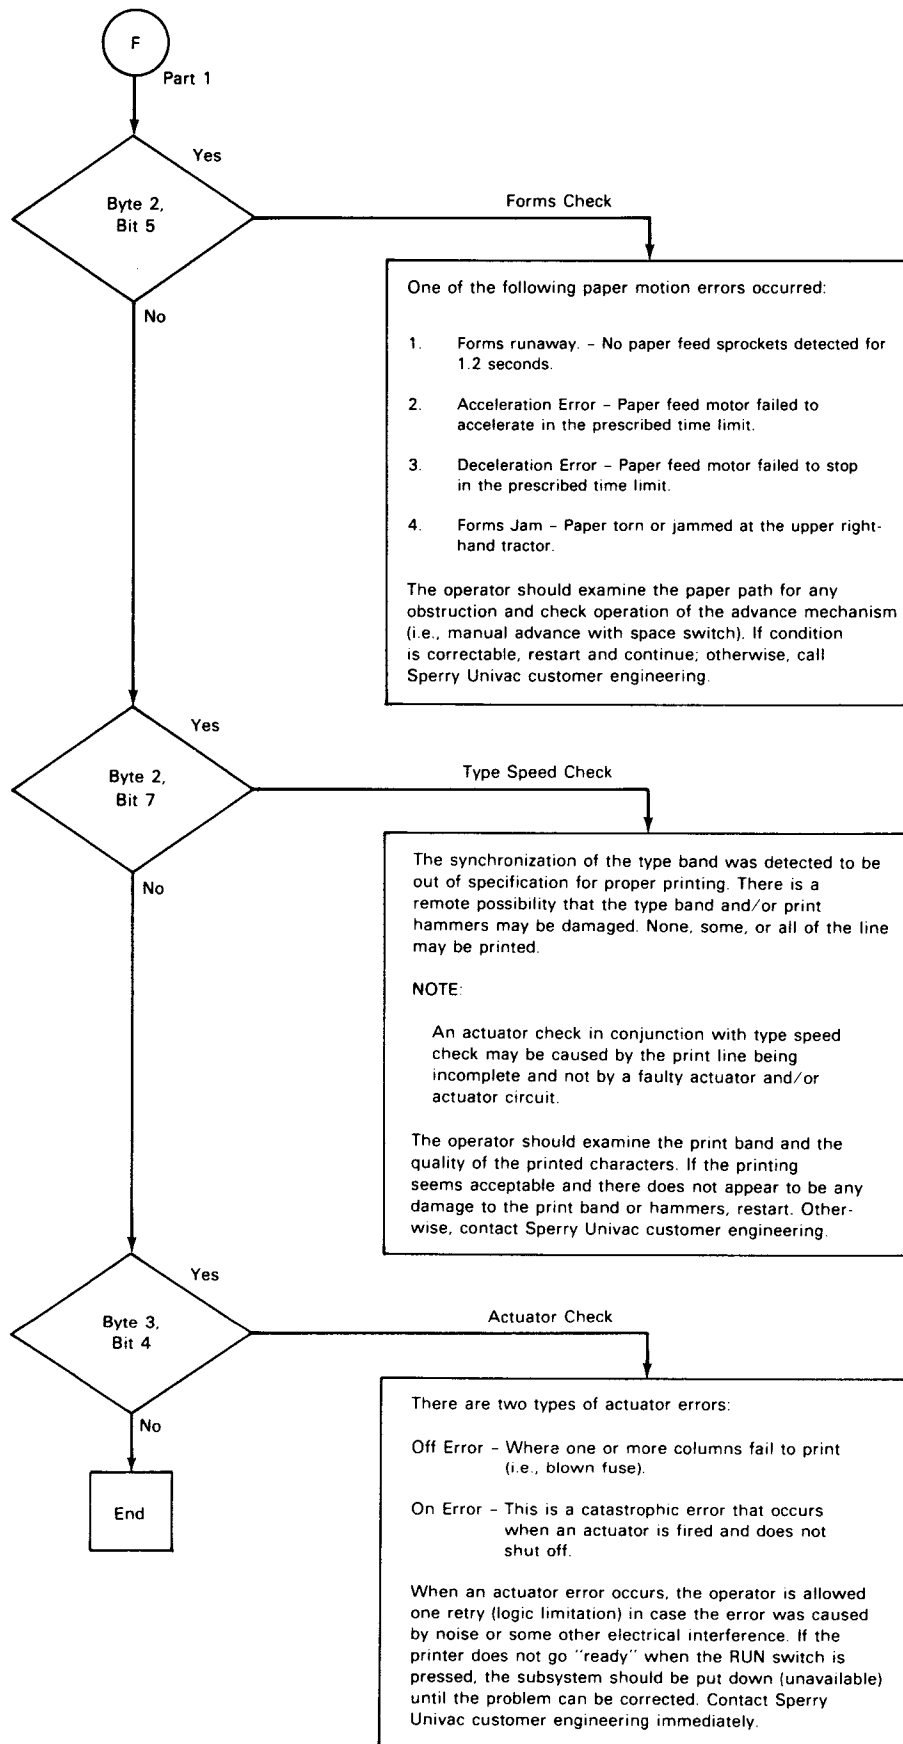 F
Part 1
Yes
Byte 2,
Bit 5
Forms Check
No
One of the following paper motion errors occurred:
1. Forms runaway. – No paper feed sprockets detected for
1.2 seconds.
2. Acceleration Error – Paper feed motor failed to
accelerate in the prescribed time limit.
3. Deceleration Error – Paper feed motor failed to stop
in the prescribed time limit.
4. Forms Jam – Paper torn or jammed at the upper right-
hand tractor.
The operator should examine the paper path for any
obstruction and check operation of the advance mechanism
(i.e., manual advance with space switch). If condition
is correctable, restart and continue; otherwise, call
Sperry Univac customer engineering.
Yes
Byte 2,
Bit 7
Type Speed Check
No
The synchronization of the type band was detected to be
out of specification for proper printing. There is a
remote possibility that the type band and/or print
hammers may be damaged. None, some, or all of the line
may be printed.
NOTE:
An actuator check in conjunction with type speed
check may be caused by the print line being
incomplete and not by a faulty actuator and/or
actuator circuit.
The operator should examine the print band and the
quality of the printed characters. If the printing
seems acceptable and there does not appear to be any
damage to the print band or hammers, restart. Other-
wise, contact Sperry Univac customer engineering.
Yes
Byte 3,
Bit 4
Actuator Check
No
End
There are two types of actuator errors:
Off Error – Where one or more columns fail to print
(i.e., blown fuse).
On Error – This is a catastrophic error that occurs
when an actuator is fired and does not
shut off.
When an actuator error occurs, the operator is allowed
one retry (logic limitation) in case the error was caused
by noise or some other electrical interference. If the
printer does not go "ready" when the RUN switch is
pressed, the subsystem should be put down (unavailable)
until the problem can be corrected. Contact Sperry
Univac customer engineering immediately.